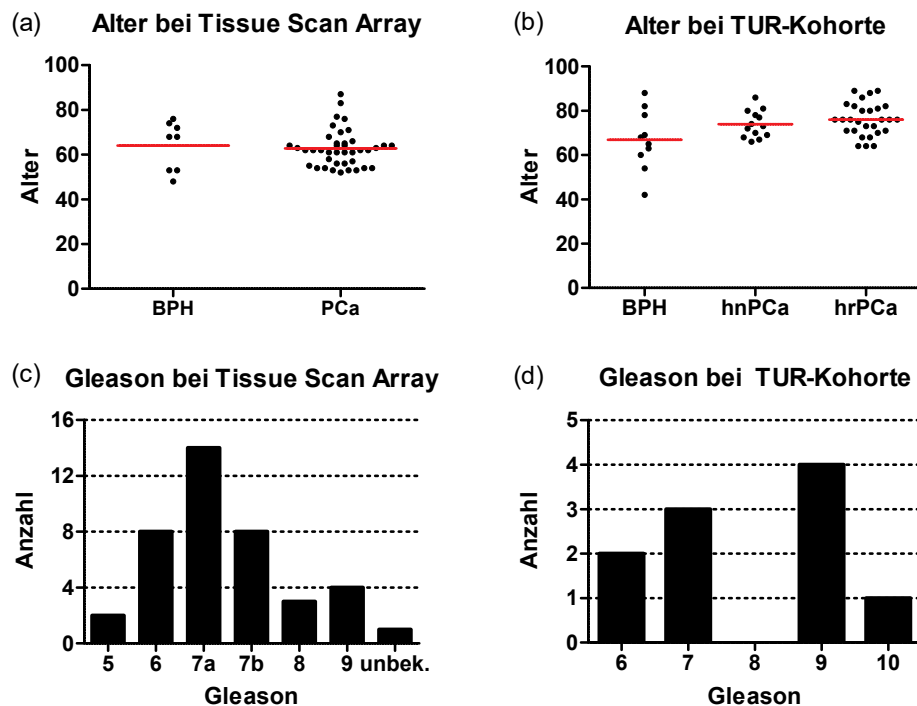 (a) Alter bei Tissue Scan Array
100
80
60
40
20
0
Alter
BPH PCa
(b) Alter bei TUR-Kohorte
100
80
60
40
20
0
Alter
BPH hnPCa hrPCa
(c) Gleason bei Tissue Scan Array
16
12
8
4
0
Anzahl
5 6 7a 7b 8 9 unbek.
Gleason
(d) Gleason bei TUR-Kohorte
5
4
3
2
1
0
Anzahl
6 7 8 9 10
Gleason